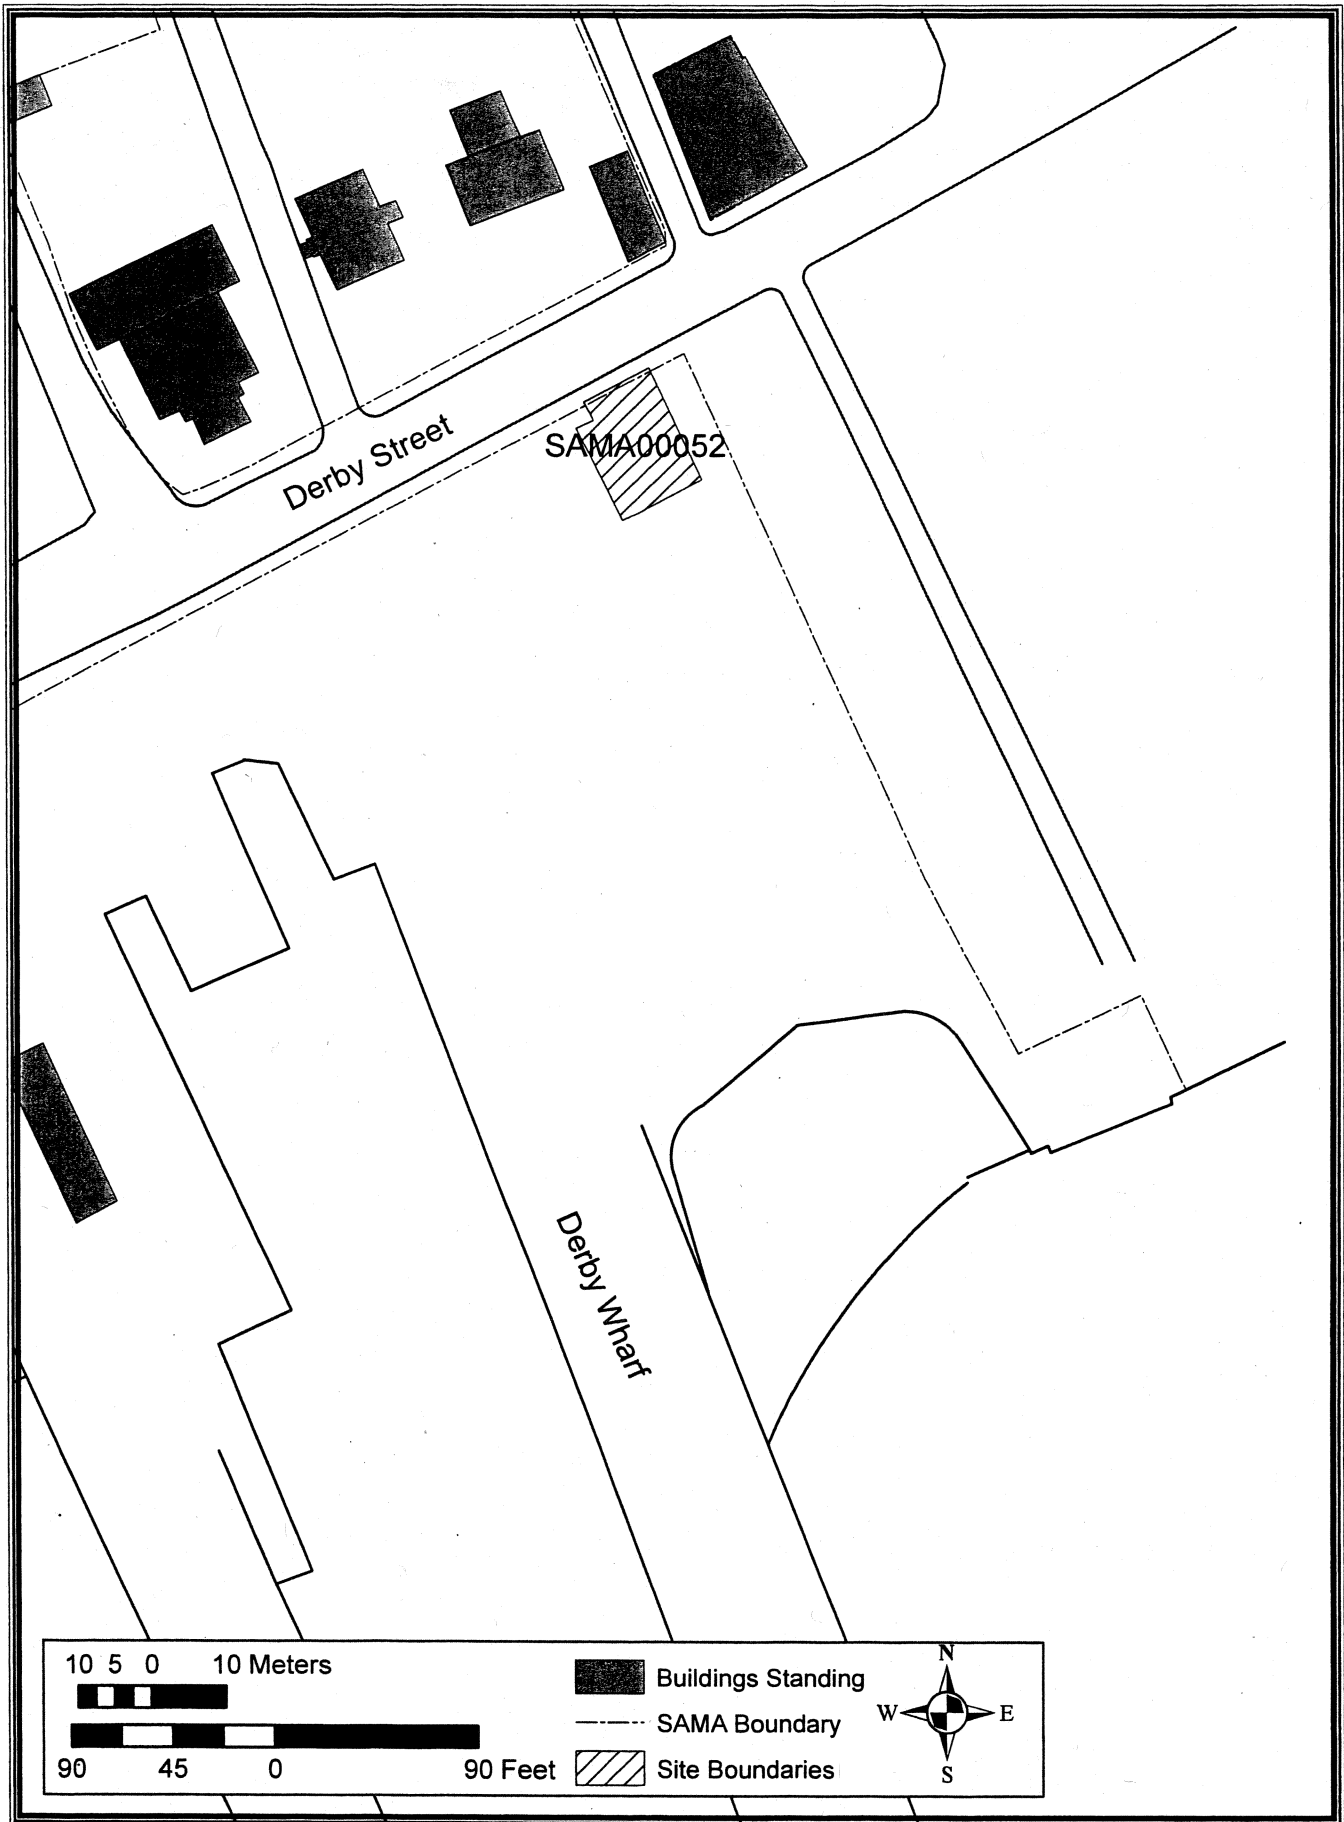 SAMA00052
Derby Street
Derby Wharf
10 5 0 10 Meters
90 45 0 90 Feet
Buildings Standing
SAMA Boundary
Site Boundaries
N
W E
S